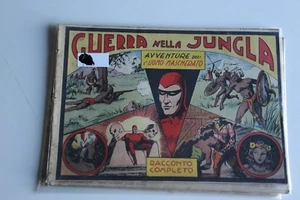 GUERRA NELLA JUNGLA
AVVENTURE DELL'
UOMO MASCHERATO
RACCONTO
COMPLETO